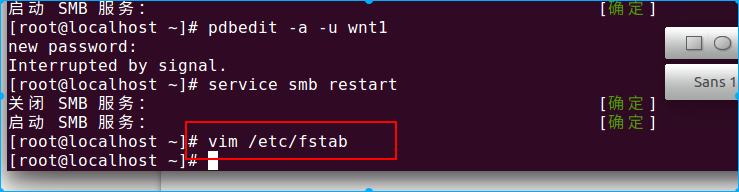 启动 SMB 服务: [确定]
[root@localhost ~]# pdbedit -a -u wnt1
new password:
Interrupted by signal.
[root@localhost ~]# service smb restart
关闭 SMB 服务: [确定]
启动 SMB 服务: [确定]
[root@localhost ~]# vim /etc/fstab
[root@localhost ~]#
Sans 1